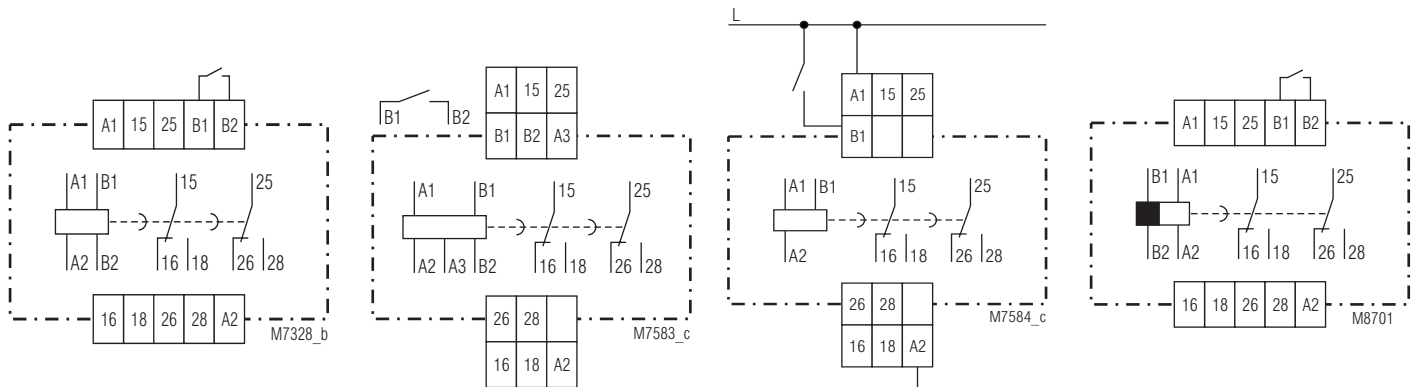 A1 15 25 B1 B2
A1 B1 15 25
A2 B2 16 18 26 28
16 18 26 28 A2
M7328_b
B1 B2
A1 15 25
B1 B2 A3
A1 B1 15 25
A2 A3 B2 16 18 26 28
26 28
16 18 A2
M7583_c
L
A1 15 25
B1
A1 B1 15 25
A2 16 18 26 28
26 28
16 18 A2
M7584_c
A1 15 25 B1 B2
B1 A1 15 25
B2 A2 16 18 26 28
16 18 26 28 A2
M8701